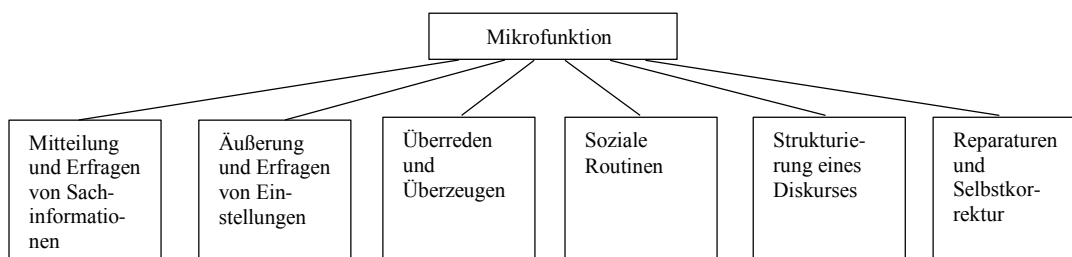 Mikrofunktion
Mitteilung
und Erfragen
von Sach-
informatio-
nen
Äußerung
und Erfragen
von Ein-
stellungen
Überreden
und
Überzeugen
Soziale
Routinen
Strukturie-
rung eines
Diskurses
Reparaturen
und
Selbstkor-
rektur